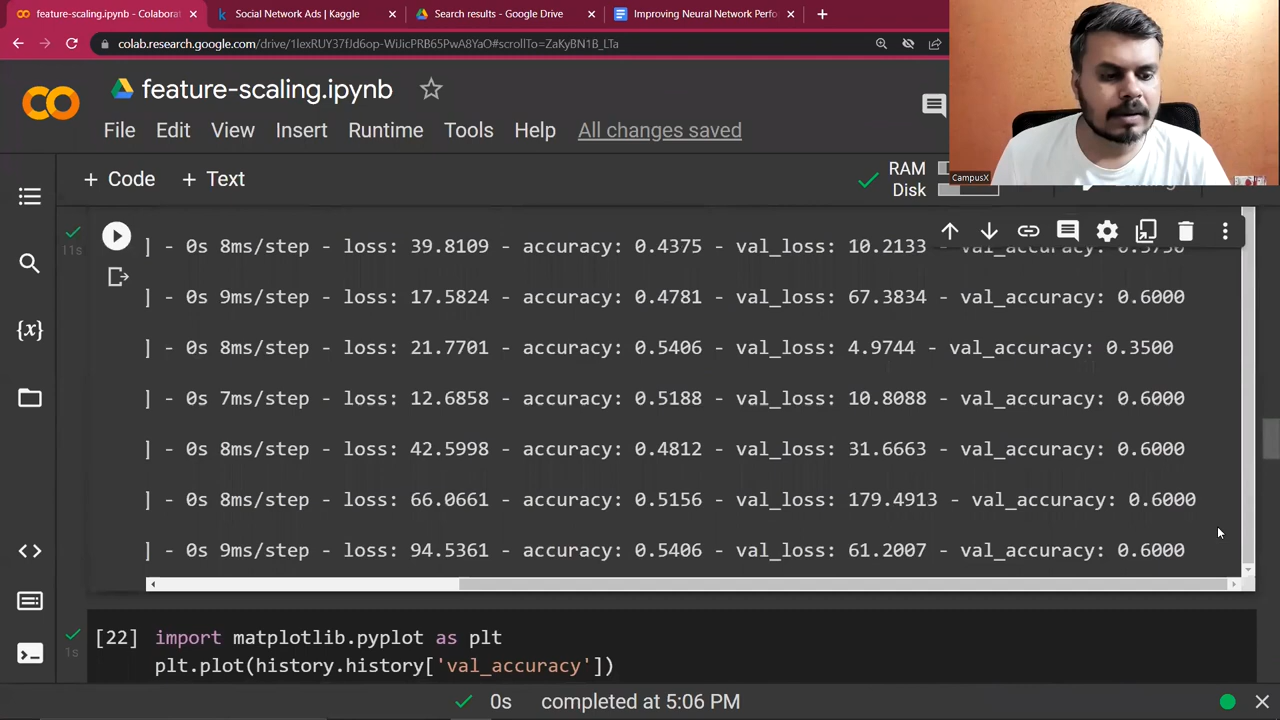 feature-scaling.ipynb - Colaborat
Social Network Ads | Kaggle
Search results - Google Drive
Improving Neural Network Perfo
colab.research.google.com/drive/1lexRUY37fJd6op-WiJicPRB65PwA8YaO#scrollTo=ZaKyBN1B_LTa
feature-scaling.ipynb
File Edit View Insert Runtime Tools Help All changes saved
CampusX
+ Code + Text
RAM
Disk
] - 0s 8ms/step - loss: 39.8109 - accuracy: 0.4375 - val_loss: 10.2133 - val_accuracy:
] - 0s 9ms/step - loss: 17.5824 - accuracy: 0.4781 - val_loss: 67.3834 - val_accuracy: 0.6000
] - 0s 8ms/step - loss: 21.7701 - accuracy: 0.5406 - val_loss: 4.9744 - val_accuracy: 0.3500
] - 0s 7ms/step - loss: 12.6858 - accuracy: 0.5188 - val_loss: 10.8088 - val_accuracy: 0.6000
] - 0s 8ms/step - loss: 42.5998 - accuracy: 0.4812 - val_loss: 31.6663 - val_accuracy: 0.6000
] - 0s 8ms/step - loss: 66.0661 - accuracy: 0.5156 - val_loss: 179.4913 - val_accuracy: 0.6000
] - 0s 9ms/step - loss: 94.5361 - accuracy: 0.5406 - val_loss: 61.2007 - val_accuracy: 0.6000
[22] import matplotlib.pyplot as plt
1s
plt.plot(history.history['val_accuracy'])
0s completed at 5:06 PM